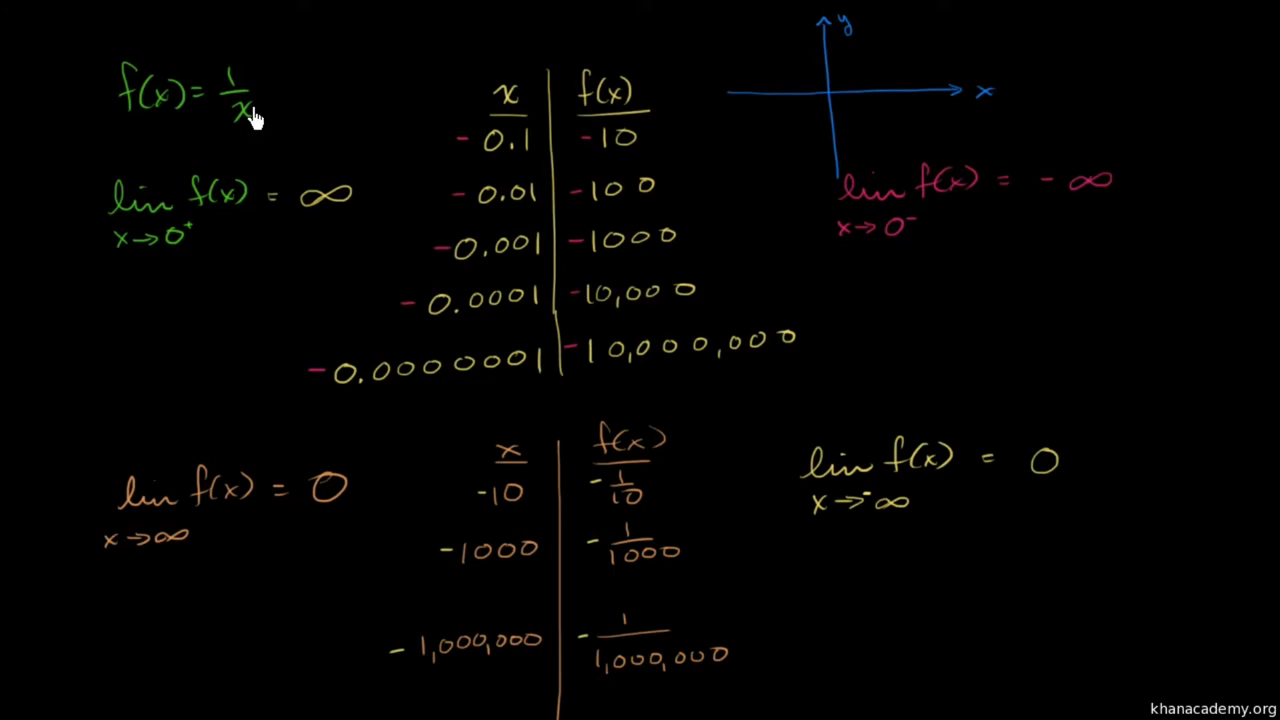 f(x) = 1/x
lim f(x) = ∞
x→0⁺
x | f(x)
-0.1 | -10
-0.01 | -100
-0.001 | -1000
-0.0001 | -10,000
-0.0000001 | -10,000,000
y
x
lim f(x) = -∞
x→0⁻
lim f(x) = 0
x→∞
x | f(x)
-10 | -1/10
-1000 | -1/1000
-1,000,000 | -1/1,000,000
lim f(x) = 0
x→-∞
khanacademy.org